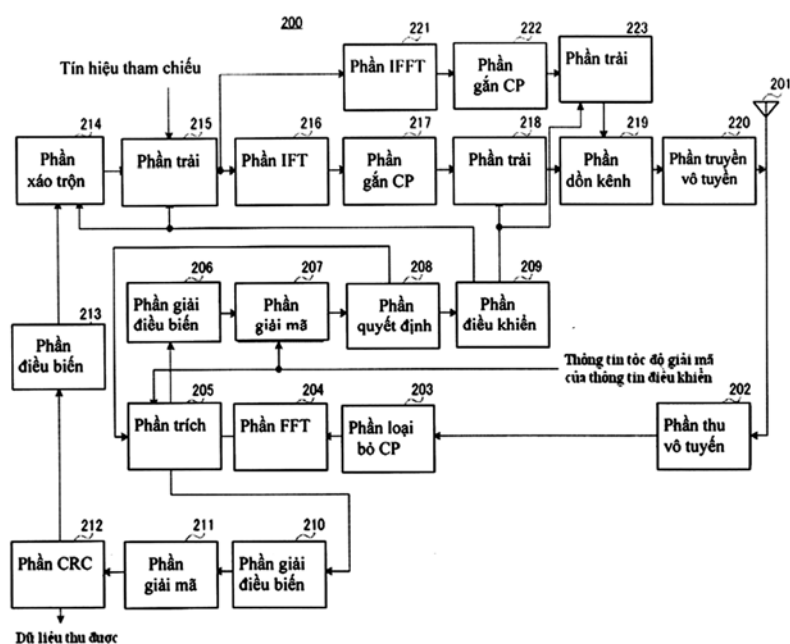 200
221
222
223
Phần IFFT
Phần
gắn CP
Phần trải
Tín hiệu tham chiếu
201
214
215
216
217
218
219
220
Phần
xáo trộn
Phần trải
Phần IFT
Phần
gắn CP
Phần trải
Phần
dồn kênh
Phần truyền
vô tuyến
206
207
208
209
Phần giải
điều biến
Phần
giải mã
Phần
quyết định
Phần
điều khiển
213
Phần
điều biến
Thông tin tốc độ giải mã
của thông tin điều khiển
205
204
203
202
Phần trích
Phần FFT
Phần loại
bỏ CP
Phần thu
vô tuyến
212
211
210
Phần CRC
Phần
giải mã
Phần giải
điều biến
Dữ liệu thu được